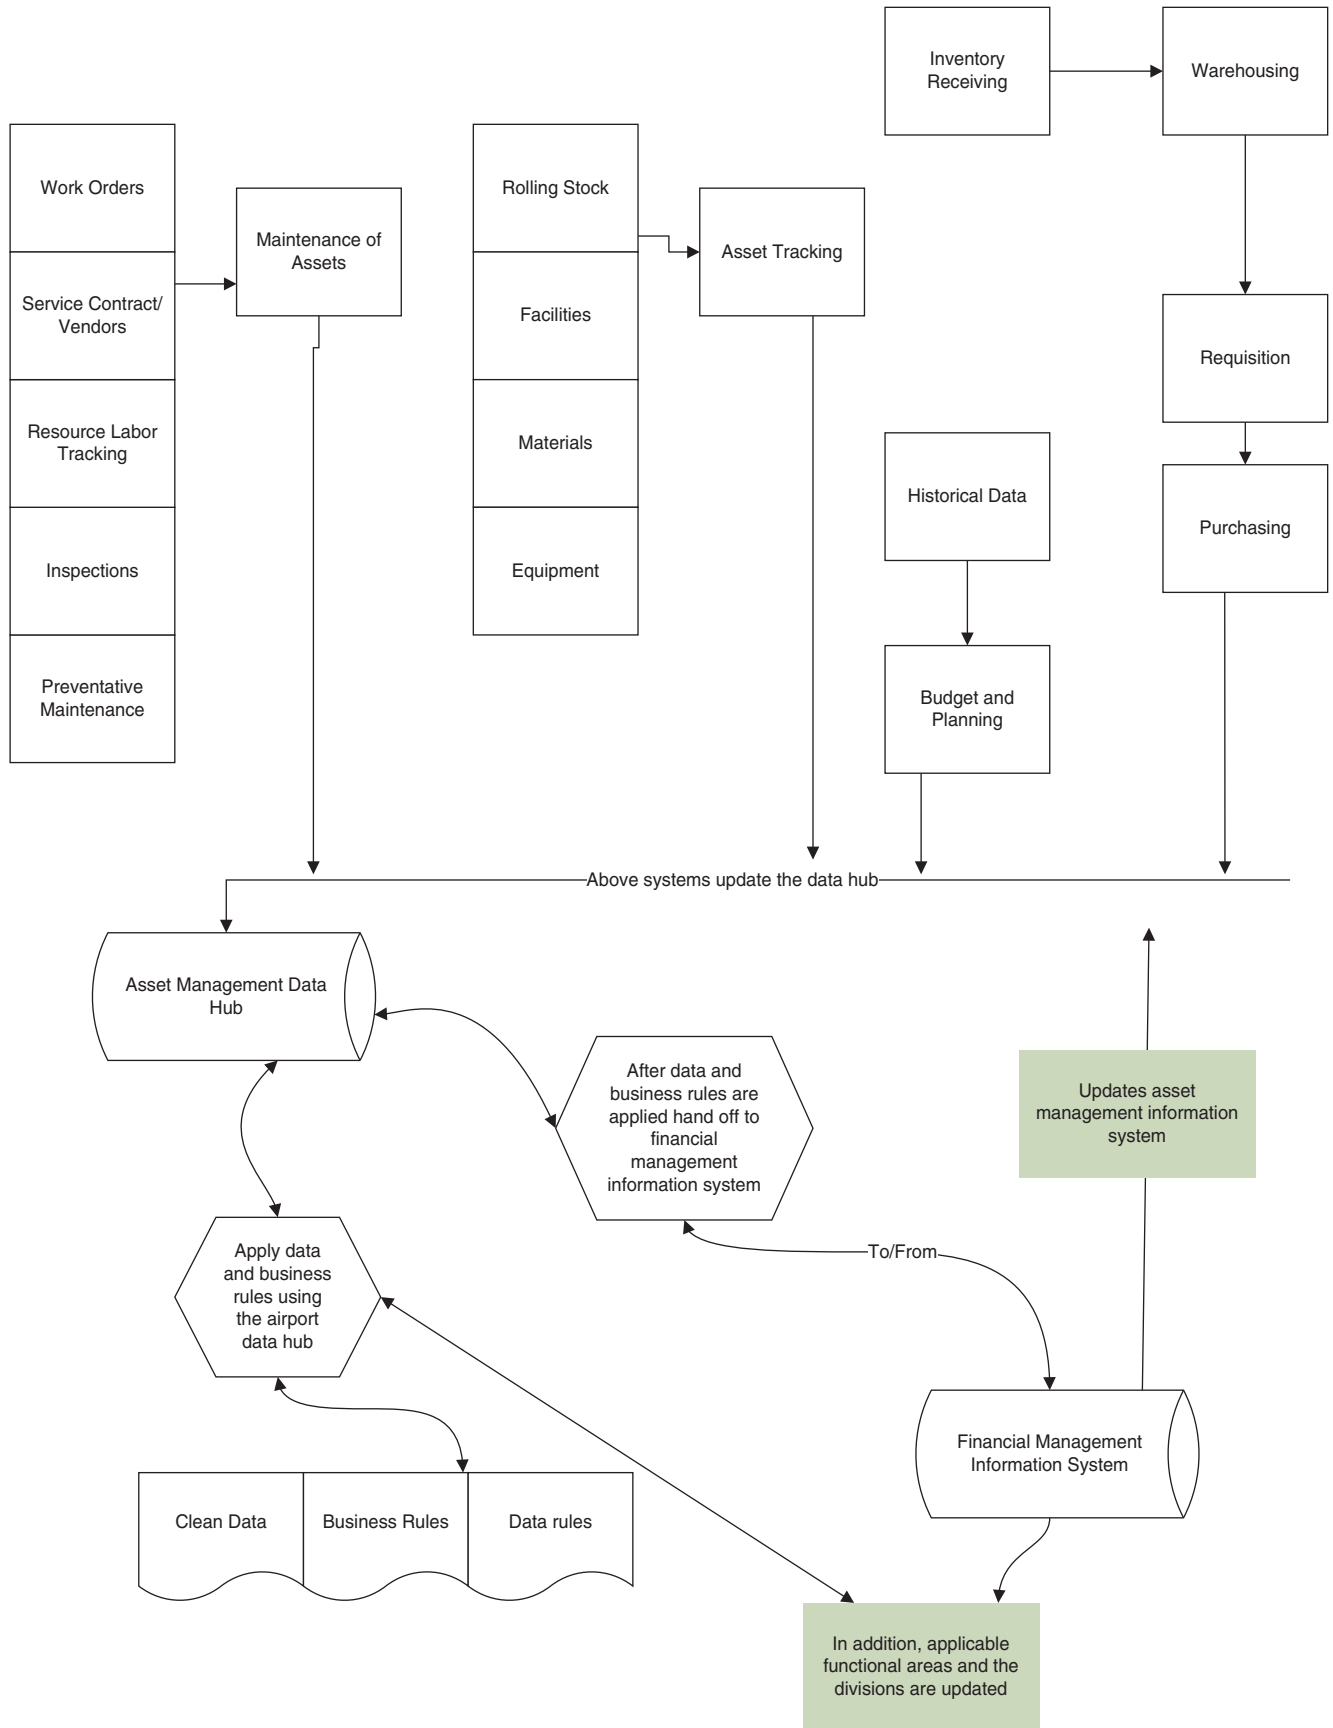 Inventory
Receiving
Warehousing
Work Orders
Rolling Stock
Maintenance of
Assets
Asset Tracking
Service Contract/
Vendors
Facilities
Requisition
Resource Labor
Tracking
Materials
Historical Data
Purchasing
Inspections
Equipment
Preventative
Maintenance
Budget and
Planning
Above systems update the data hub
Asset Management Data
Hub
After data and
business rules are
applied hand off to
financial
management
information system
Updates asset
management information
system
Apply data
and business
rules using
the airport
data hub
To/From
Financial Management
Information System
Clean Data
Business Rules
Data rules
In addition, applicable
functional areas and the
divisions are updated